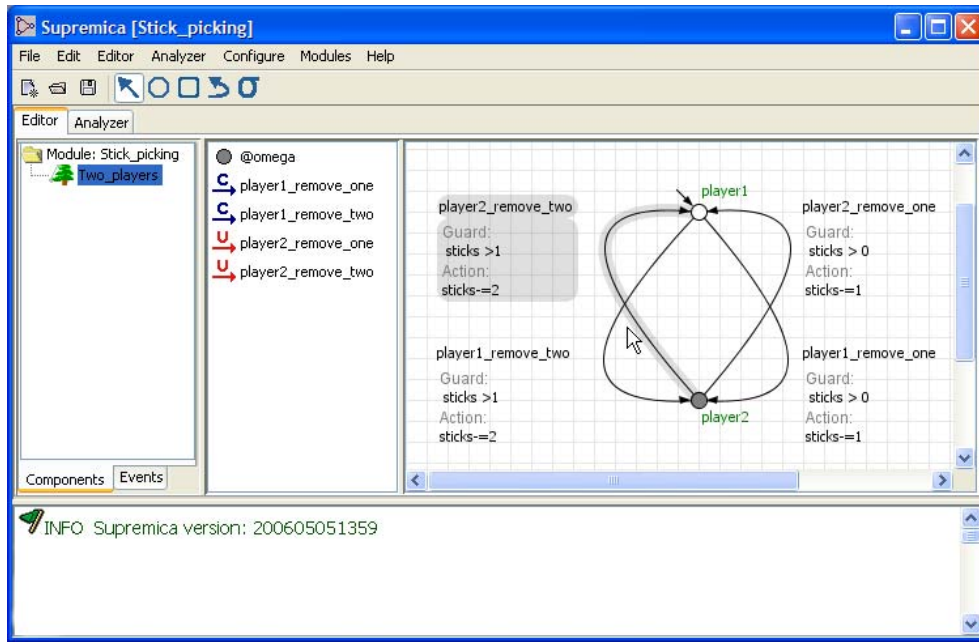 Supremica [Stick_picking]
File Edit Editor Analyzer Configure Modules Help
Editor Analyzer
Module: Stick_picking
Two_players
Components Events
@omega
C player1_remove_one
C player1_remove_two
U player2_remove_one
U player2_remove_two
player1
player2_remove_two
Guard:
sticks >1
Action:
sticks-=2
player2_remove_one
Guard:
sticks > 0
Action:
sticks-=1
player1_remove_two
Guard:
sticks >1
Action:
sticks-=2
player1_remove_one
Guard:
sticks > 0
Action:
sticks-=1
player2
INFO Supremica version: 200605051359